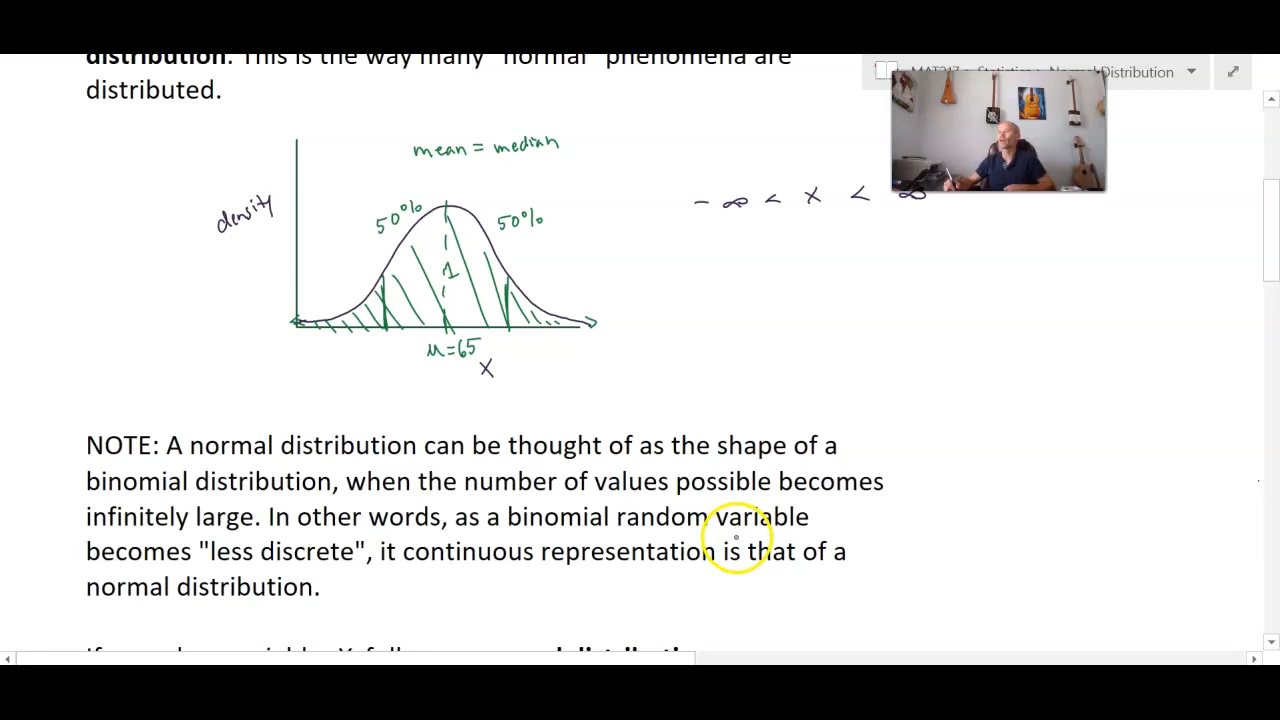 distribution. This is the way many "normal" phenomena are
distributed.
mean = median
density
50%
50%
1
μ=65
x
-∞ < x < ∞
NOTE: A normal distribution can be thought of as the shape of a
binomial distribution, when the number of values possible becomes
infinitely large. In other words, as a binomial random variable
becomes "less discrete", it continuous representation is that of a
normal distribution.